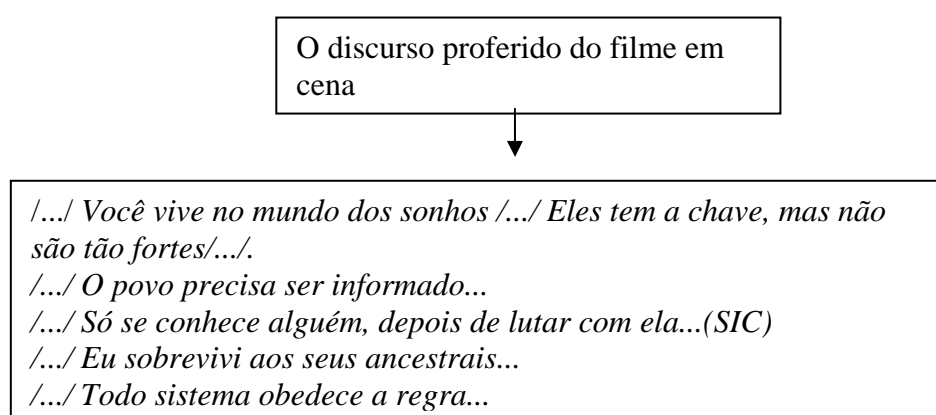 O discurso proferido do filme em
cena
/.../ Você vive no mundo dos sonhos /.../ Eles tem a chave, mas não
são tão fortes/.../.
/.../ O povo precisa ser informado...
/.../ Só se conhece alguém, depois de lutar com ela...(SIC)
/.../ Eu sobrevivi aos seus ancestrais...
/.../ Todo sistema obedece a regra...